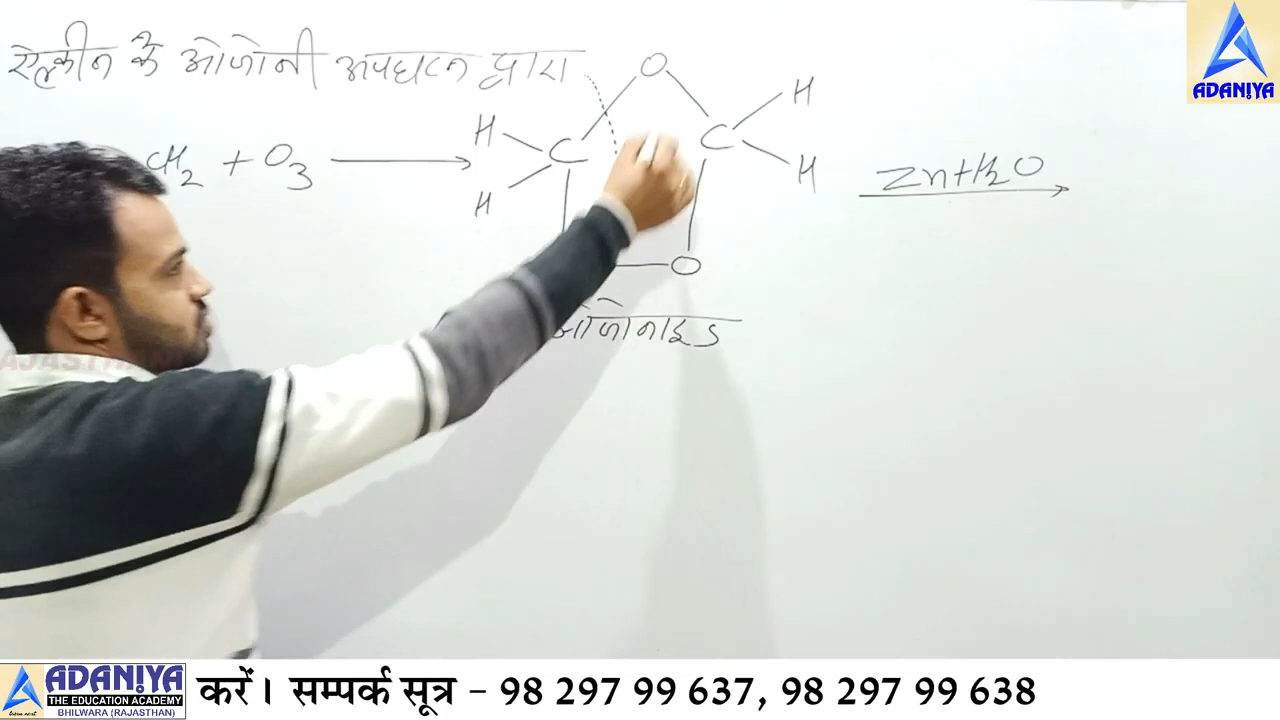 ऐल्कीन के ओजोनी अपघटन द्वारा
CH2 + O3
H
H
C
O
C
H
H
O
Zn+H2O
ओजोनाइड
ADANIYA
ADANIYA
THE EDUCATION ACADEMY
BHILWARA (RAJASTHAN)
करें। सम्पर्क सूत्र – 98 297 99 637, 98 297 99 638